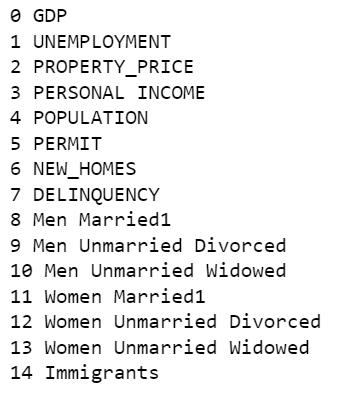 0 GDP
1 UNEMPLOYMENT
2 PROPERTY_PRICE
3 PERSONAL INCOME
4 POPULATION
5 PERMIT
6 NEW_HOMES
7 DELINQUENCY
8 Men Married1
9 Men Unmarried Divorced
10 Men Unmarried Widowed
11 Women Married1
12 Women Unmarried Divorced
13 Women Unmarried Widowed
14 Immigrants